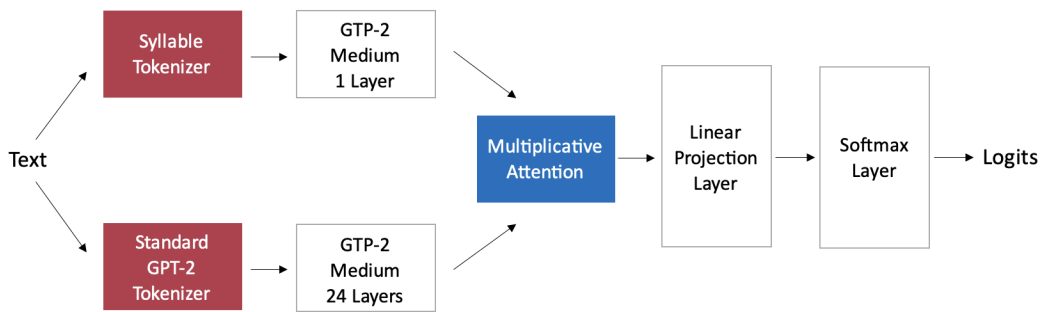 Text
Syllable
Tokenizer
GTP-2
Medium
1 Layer
Standard
GPT-2
Tokenizer
GTP-2
Medium
24 Layers
Multiplicative
Attention
Linear
Projection
Layer
Softmax
Layer
Logits